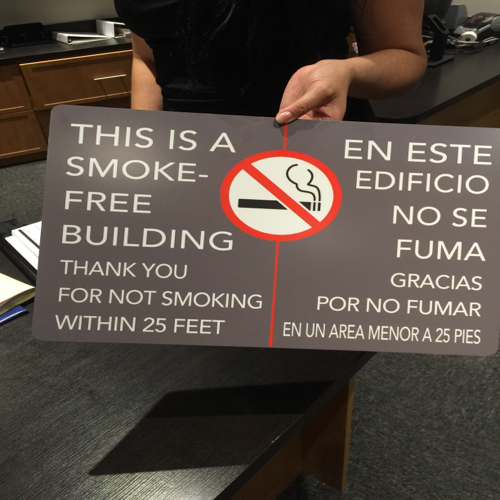 THIS IS A
SMOKE-
FREE
BUILDING
THANK YOU
FOR NOT SMOKING
WITHIN 25 FEET
EN ESTE
EDIFICIO
NO SE
FUMA
GRACIAS
POR NO FUMAR
EN UN AREA MENOR A 25 PIES